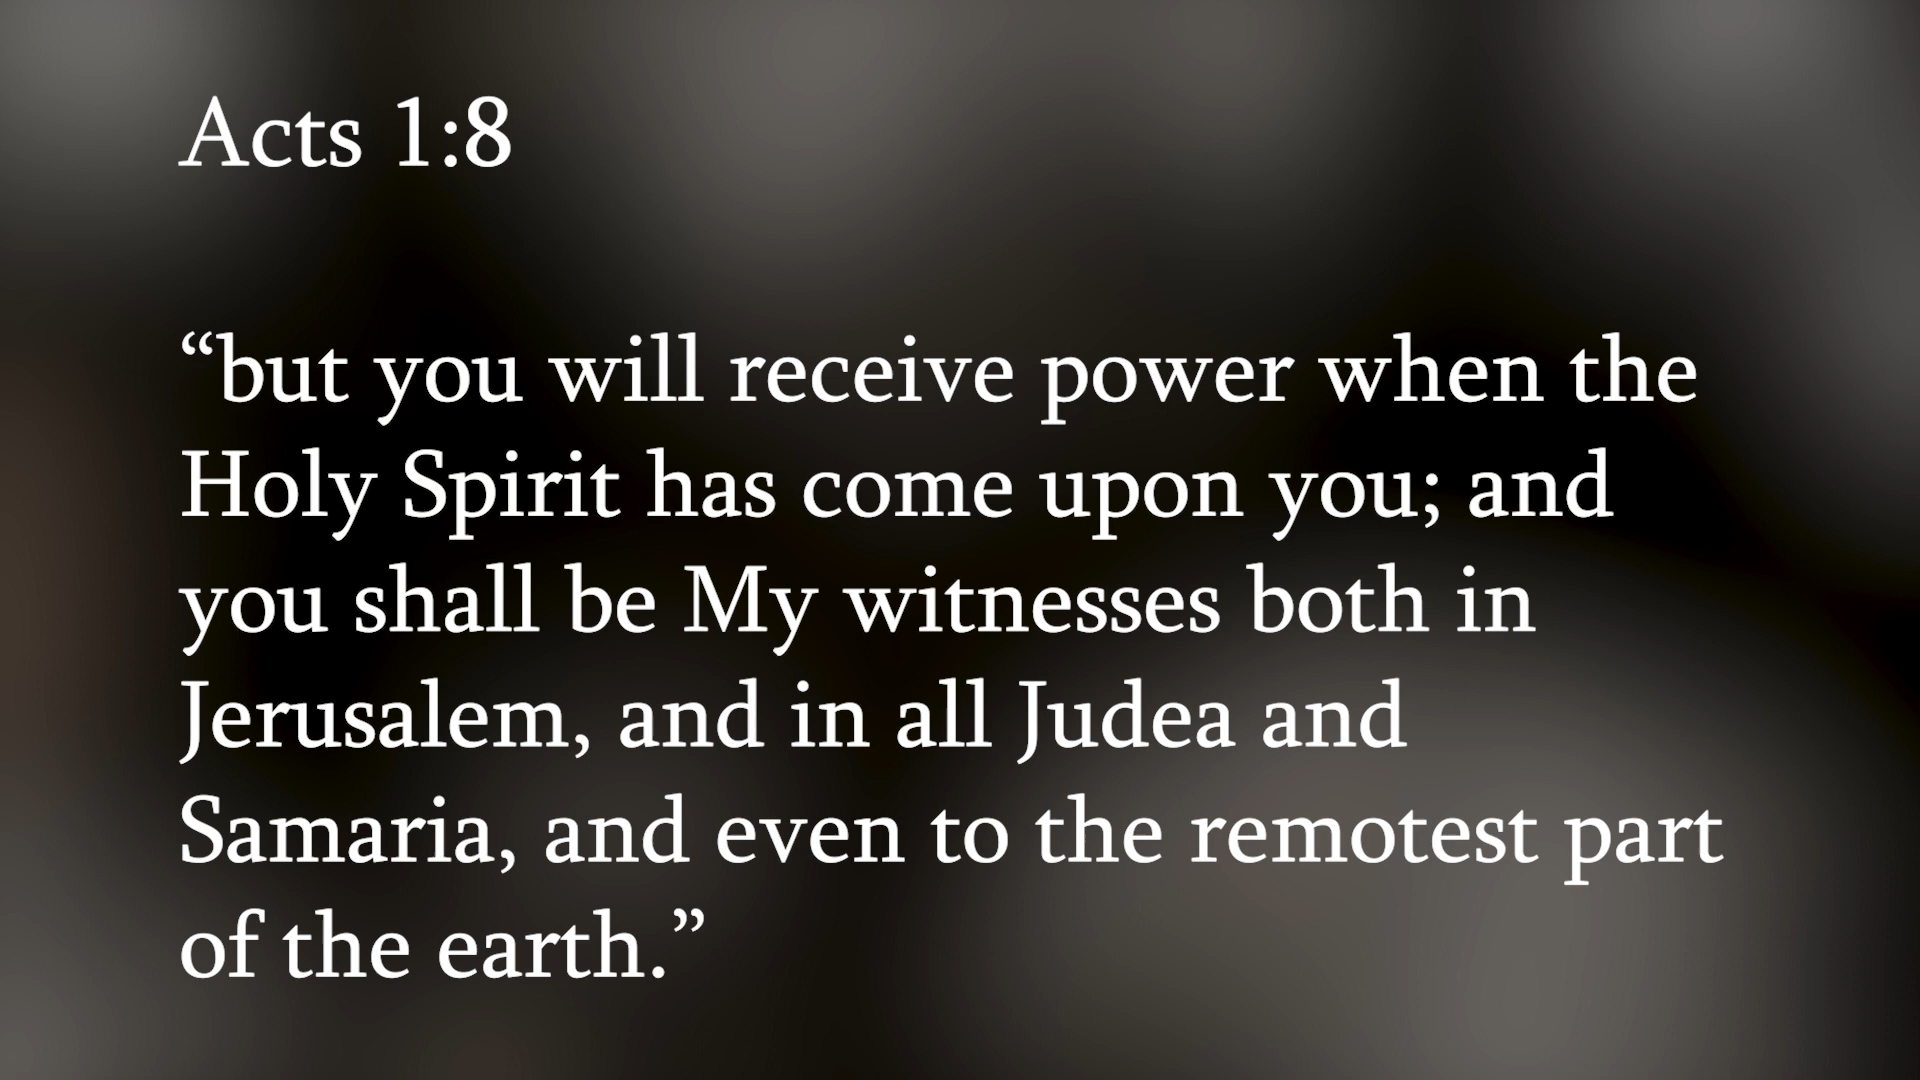 Acts 1:8
“but you will receive power when the
Holy Spirit has come upon you; and
you shall be My witnesses both in
Jerusalem, and in all Judea and
Samaria, and even to the remotest part
of the earth.”